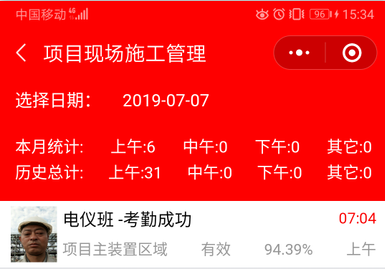 中国移动 4G 96 15:34
项目现场施工管理
选择日期: 2019-07-07
本月统计: 上午:6 中午:0 下午:0 其它:0
历史总计: 上午:31 中午:0 下午:0 其它:0
电仪班 -考勤成功 07:04
项目主装置区域 有效 94.39% 上午